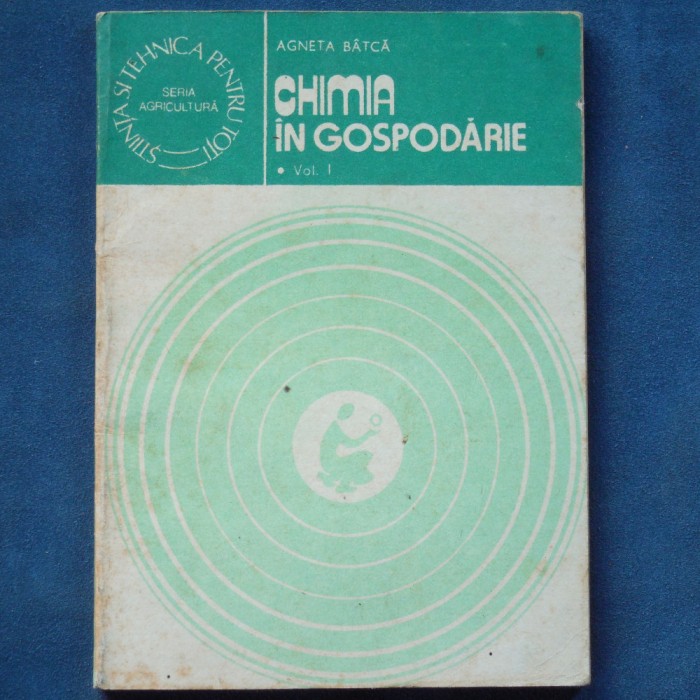 ȘTIINȚA ȘI TEHNICA PENTRU TOȚI
SERIA
AGRICULTURĂ
AGNETA BÂTCĂ
CHIMIA
ÎN GOSPODĂRIE
• Vol. I